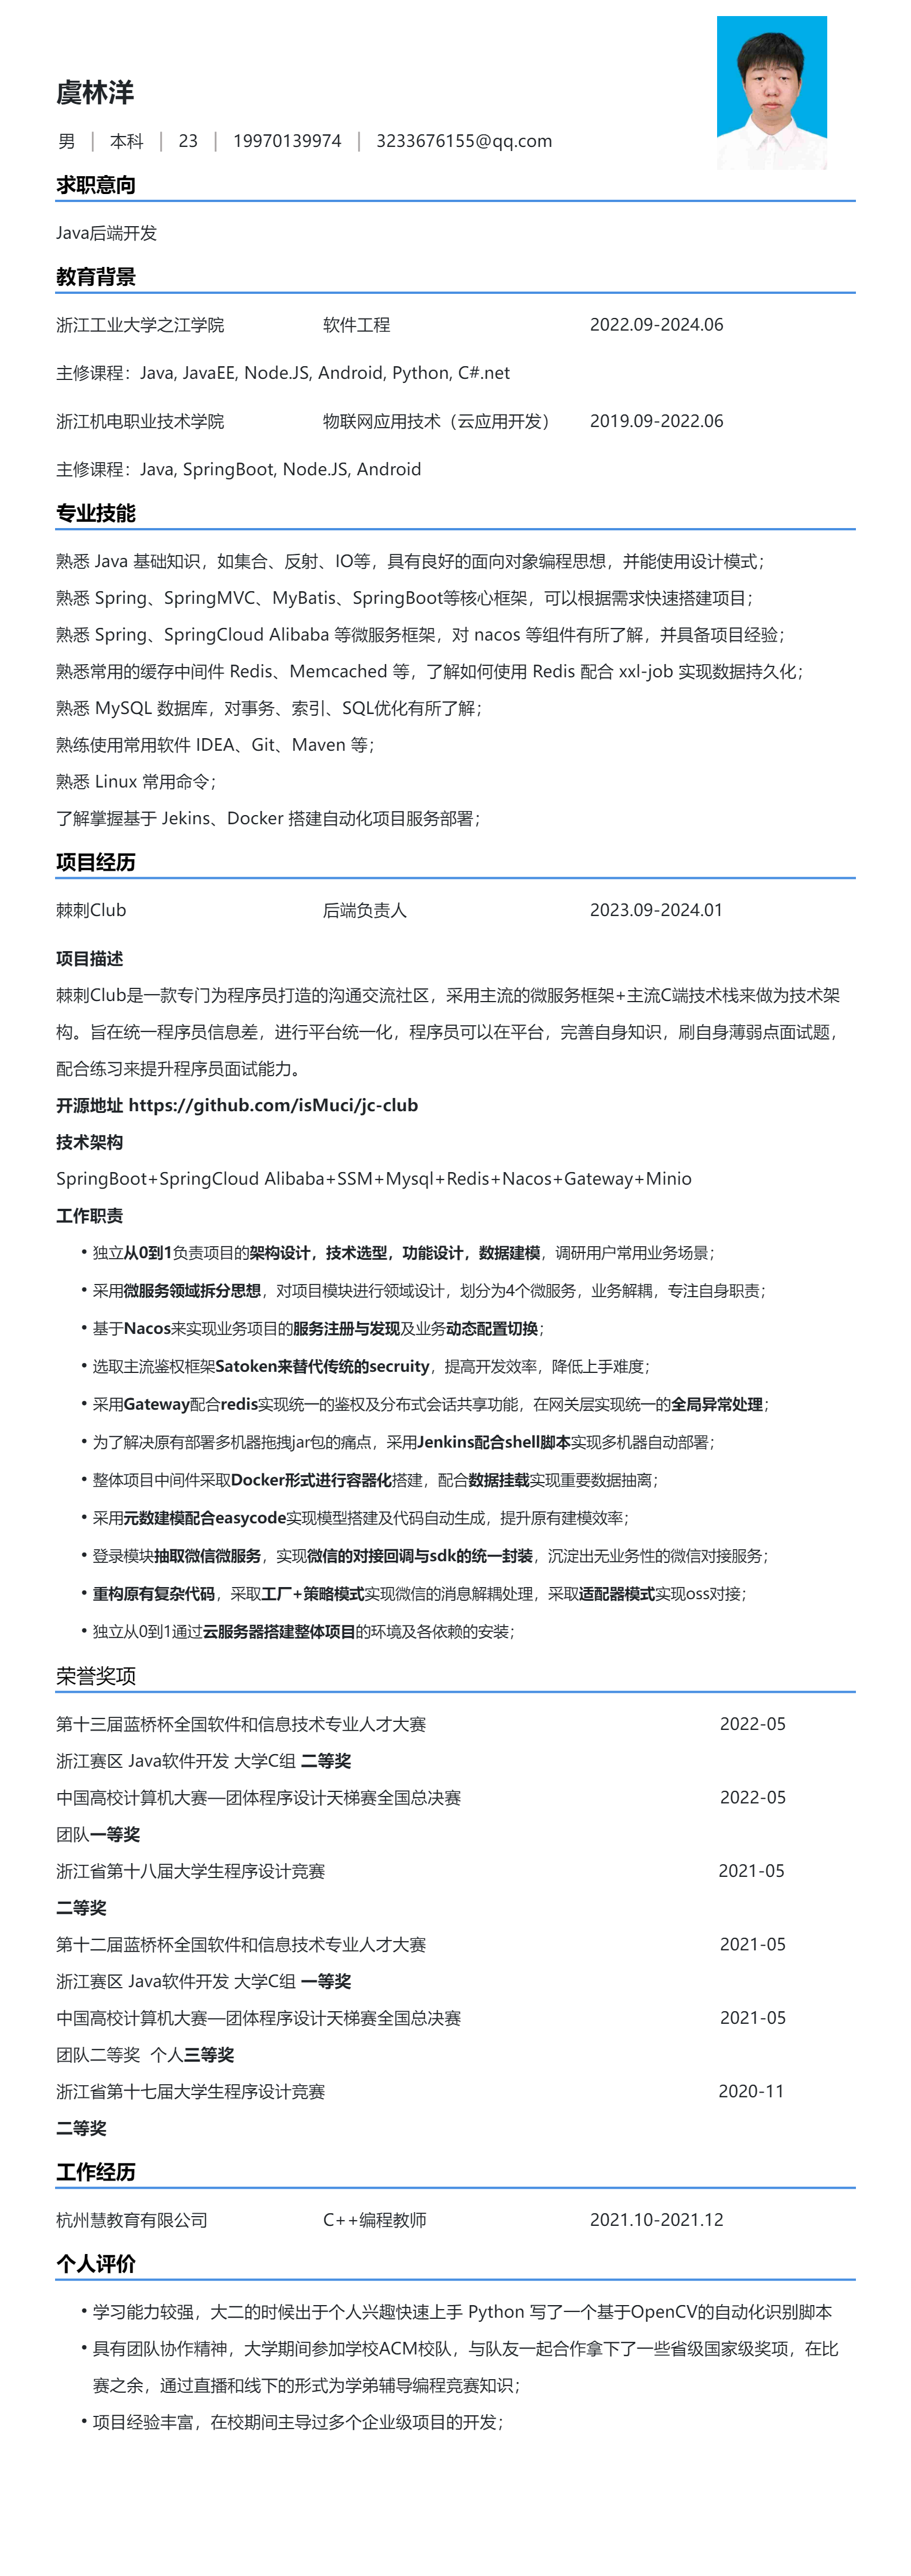 虞林洋
男 | 本科 | 23 | 19970139974 | 3233676155@qq.com
求职意向
Java后端开发
教育背景
浙江工业大学之江学院 软件工程 2022.09-2024.06
主修课程：Java, JavaEE, Node.JS, Android, Python, C#.net
浙江机电职业技术学院 物联网应用技术（云应用开发） 2019.09-2022.06
主修课程：Java, SpringBoot, Node.JS, Android
专业技能
熟悉 Java 基础知识，如集合、反射、IO等，具有良好的面向对象编程思想，并能使用设计模式；
熟悉 Spring、SpringMVC、MyBatis、SpringBoot等核心框架，可以根据需求快速搭建项目；
熟悉 Spring、SpringCloud Alibaba 等微服务框架，对 nacos 等组件有所了解，并具备项目经验；
熟悉常用的缓存中间件 Redis、Memcached 等，了解如何使用 Redis 配合 xxl-job 实现数据持久化；
熟悉 MySQL 数据库，对事务、索引、SQL优化有所了解；
熟练使用常用软件 IDEA、Git、Maven 等；
熟悉 Linux 常用命令；
了解掌握基于 Jekins、Docker 搭建自动化项目服务部署；
项目经历
棘刺Club 后端负责人 2023.09-2024.01
项目描述
棘刺Club是一款专门为程序员打造的沟通交流社区，采用主流的微服务框架+主流C端技术栈来做为技术架
构。旨在统一程序员信息差，进行平台统一化，程序员可以在平台，完善自身知识，刷自身薄弱点面试题，
配合练习来提升程序员面试能力。
开源地址 https://github.com/isMuci/jc-club
技术架构
SpringBoot+SpringCloud Alibaba+SSM+Mysql+Redis+Nacos+Gateway+Minio
工作职责
• 独立从0到1负责项目的架构设计，技术选型，功能设计，数据建模，调研用户常用业务场景；
• 采用微服务领域拆分思想，对项目模块进行领域设计，划分为4个微服务，业务解耦，专注自身职责；
• 基于Nacos来实现业务项目的服务注册与发现及业务动态配置切换；
• 选取主流鉴权框架Satoken来替代传统的secruity，提高开发效率，降低上手难度；
• 采用Gateway配合redis实现统一的鉴权及分布式会话共享功能，在网关层实现统一的全局异常处理；
• 为了解决原有部署多机器拖拽jar包的痛点，采用Jenkins配合shell脚本实现多机器自动部署；
• 整体项目中间件采取Docker形式进行容器化搭建，配合数据挂载实现重要数据抽离；
• 采用元数建模配合easycode实现模型搭建及代码自动生成，提升原有建模效率；
• 登录模块抽取微信微服务，实现微信的对接回调与sdk的统一封装，沉淀出无业务性的微信对接服务；
• 重构原有复杂代码，采取工厂+策略模式实现微信的消息解耦处理，采取适配器模式实现oss对接；
• 独立从0到1通过云服务器搭建整体项目的环境及各依赖的安装；
荣誉奖项
第十三届蓝桥杯全国软件和信息技术专业人才大赛 2022-05
浙江赛区 Java软件开发 大学C组 二等奖
中国高校计算机大赛—团体程序设计天梯赛全国总决赛 2022-05
团队一等奖
浙江省第十八届大学生程序设计竞赛 2021-05
二等奖
第十二届蓝桥杯全国软件和信息技术专业人才大赛 2021-05
浙江赛区 Java软件开发 大学C组 一等奖
中国高校计算机大赛—团体程序设计天梯赛全国总决赛 2021-05
团队二等奖 个人三等奖
浙江省第十七届大学生程序设计竞赛 2020-11
二等奖
工作经历
杭州慧教育有限公司 C++编程教师 2021.10-2021.12
个人评价
• 学习能力较强，大二的时候出于个人兴趣快速上手 Python 写了一个基于OpenCV的自动化识别脚本
• 具有团队协作精神，大学期间参加学校ACM校队，与队友一起合作拿下了一些省级国家级奖项，在比
赛之余，通过直播和线下的形式为学弟辅导编程竞赛知识；
• 项目经验丰富，在校期间主导过多个企业级项目的开发；